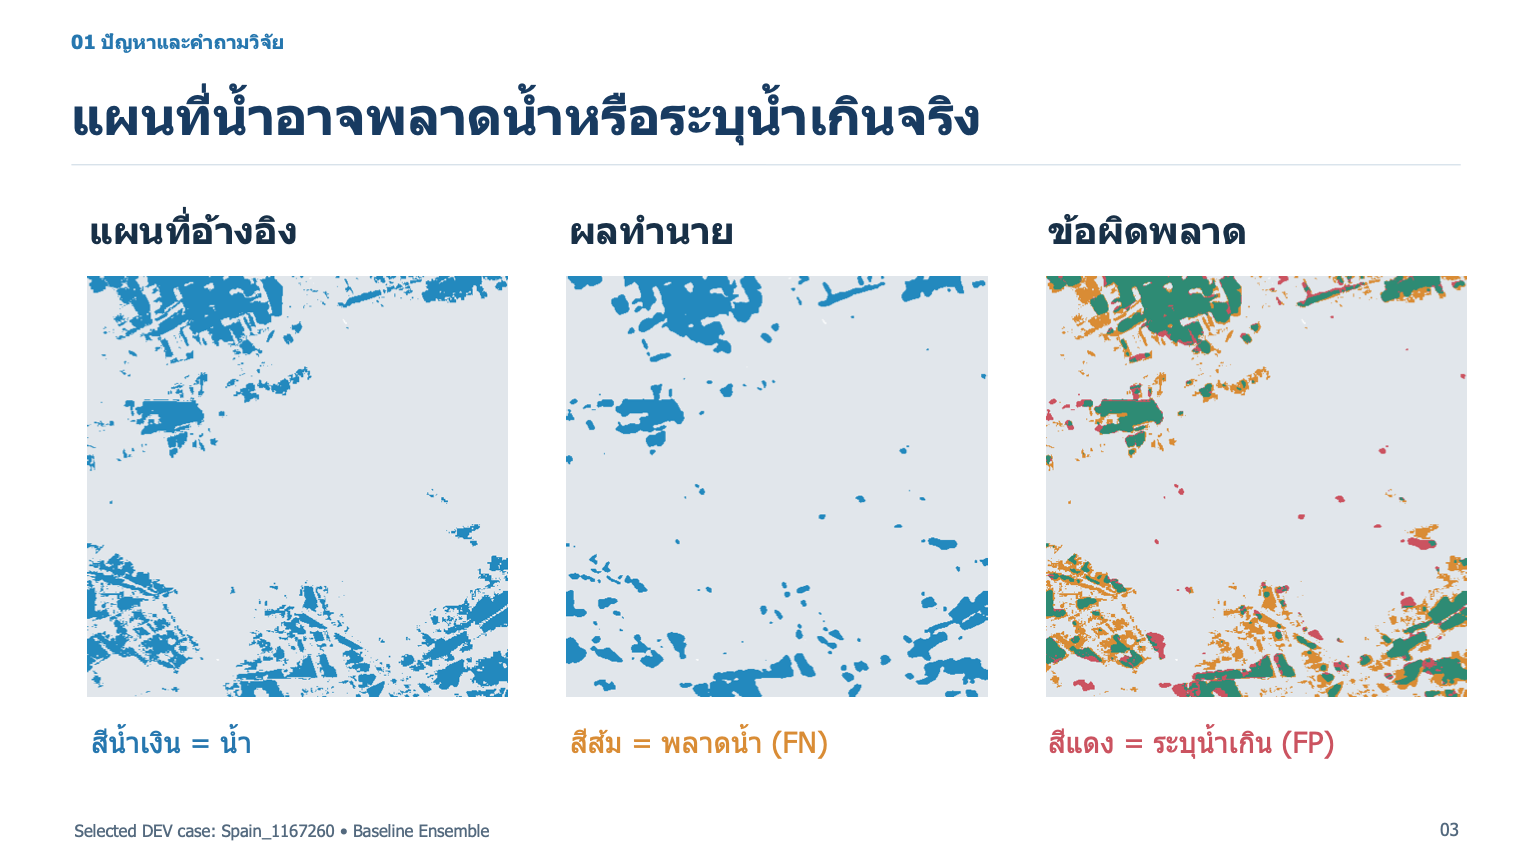 01 ปัญหาและคำถามวิจัย
แผนที่น้ำอาจพลาดน้ำหรือระบุน้ำเกินจริง
แผนที่อ้างอิง
ผลทำนาย
ข้อผิดพลาด
สีน้ำเงิน = น้ำ
สีส้ม = พลาดน้ำ (FN)
สีแดง = ระบุน้ำเกิน (FP)
Selected DEV case: Spain_1167260 • Baseline Ensemble
03